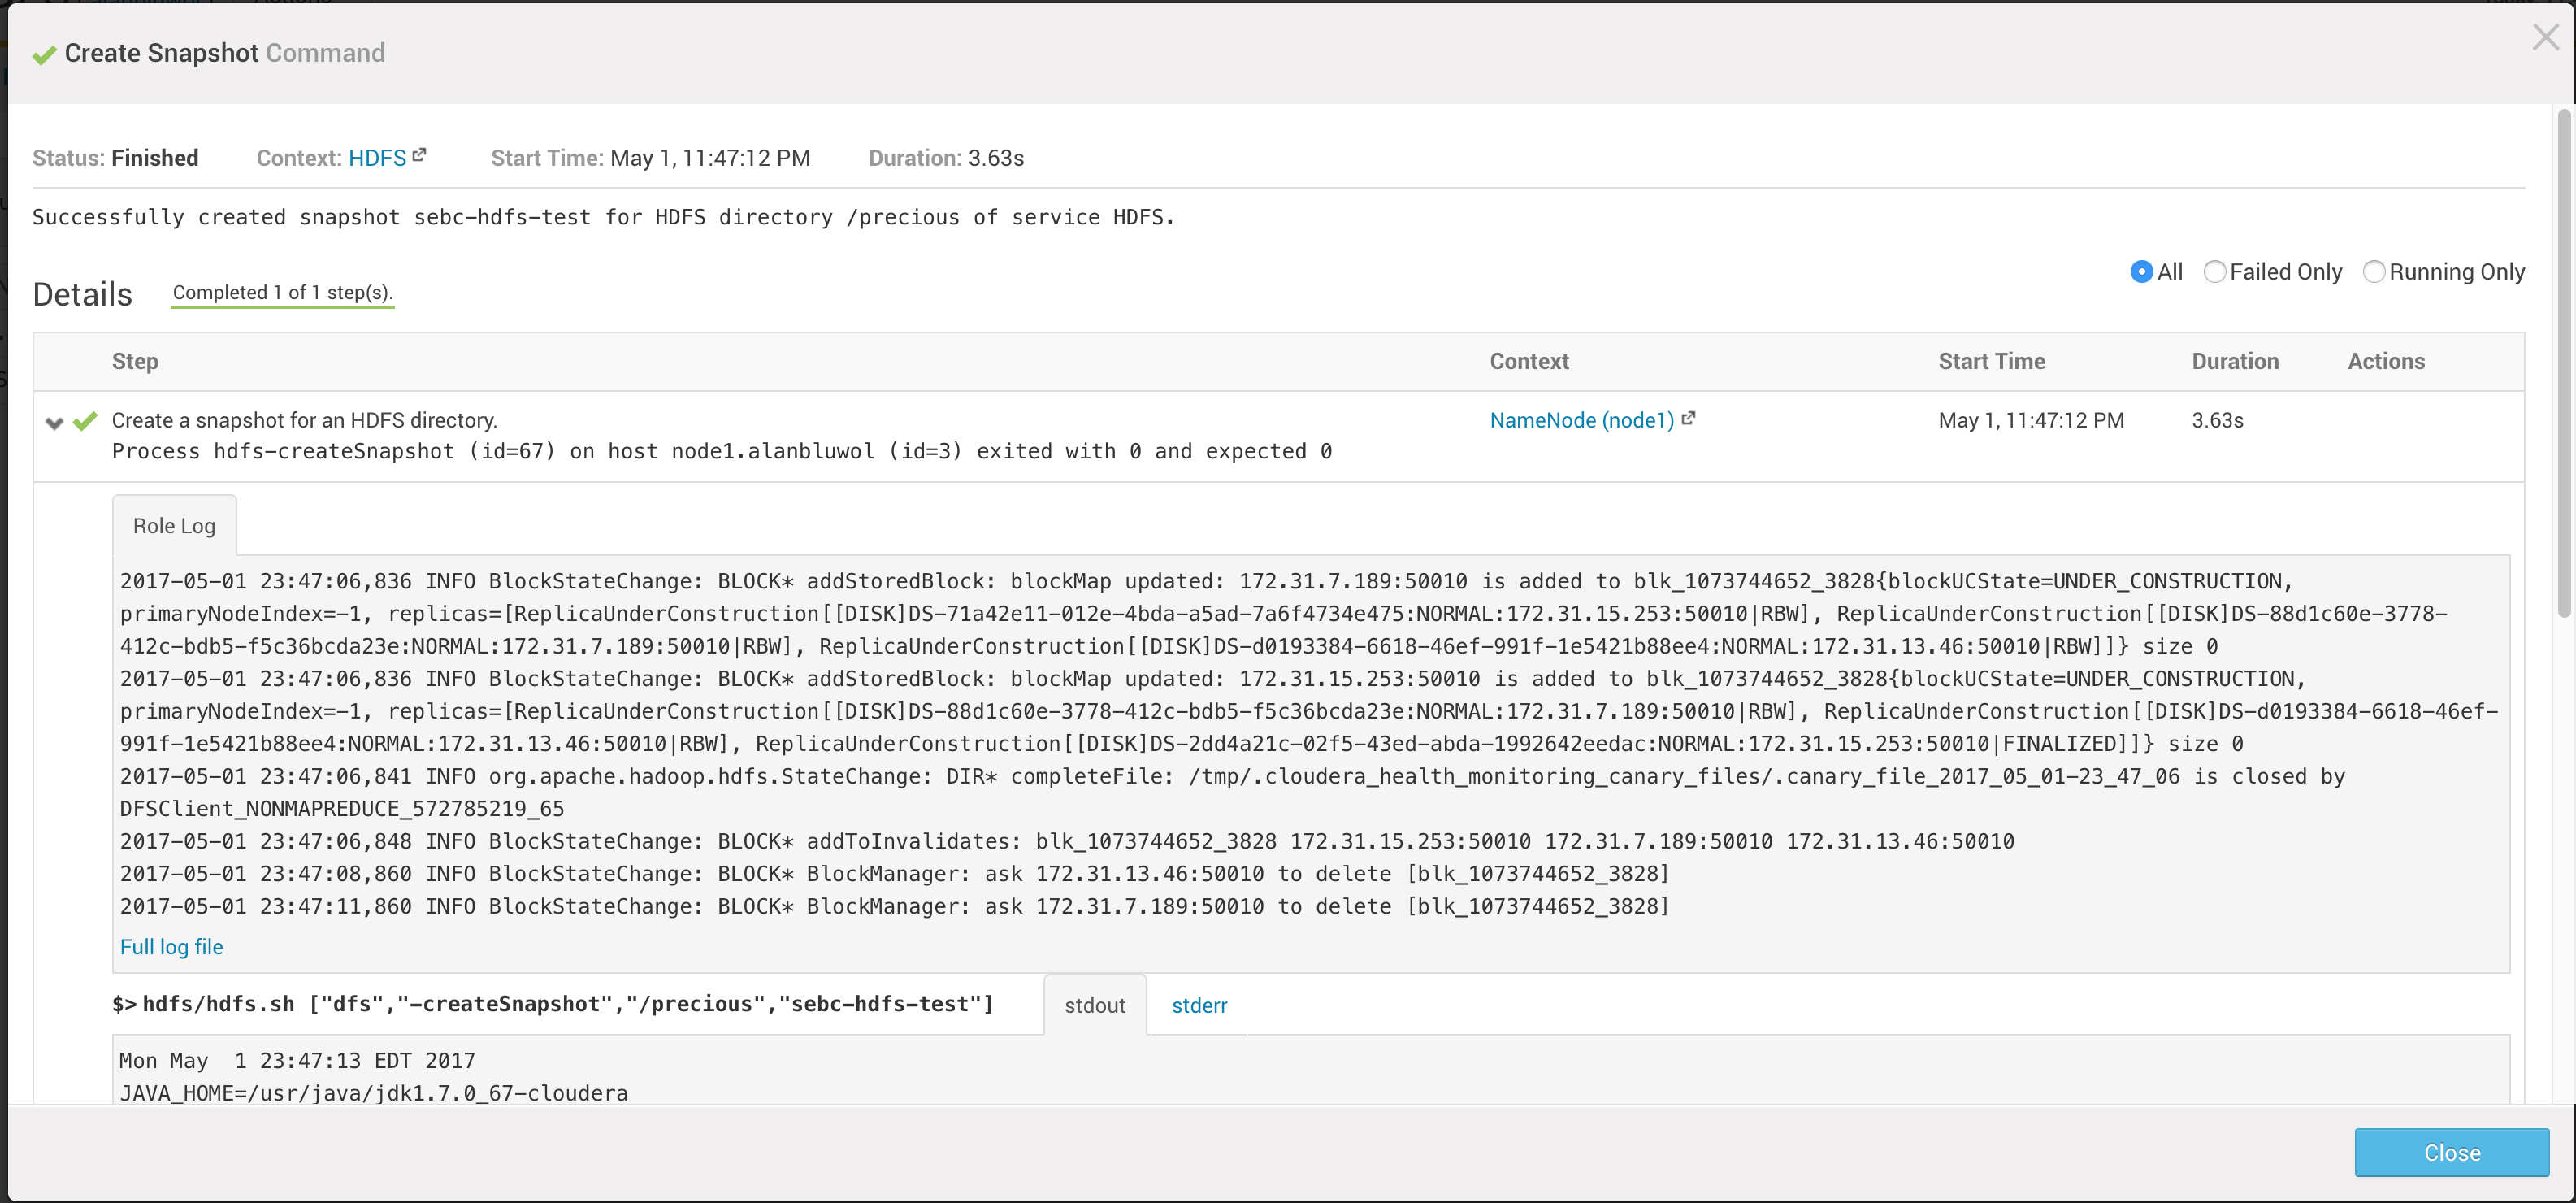 Create Snapshot Command
Status: Finished Context: HDFS Start Time: May 1, 11:47:12 PM Duration: 3.63s
Successfully created snapshot sebc-hdfs-test for HDFS directory /precious of service HDFS.
All Failed Only Running Only
Details Completed 1 of 1 step(s).
Step Context Start Time Duration Actions
Create a snapshot for an HDFS directory. NameNode (node1) May 1, 11:47:12 PM 3.63s
Process hdfs-createSnapshot (id=67) on host node1.alanbluwol (id=3) exited with 0 and expected 0
Role Log
2017-05-01 23:47:06,836 INFO BlockStateChange: BLOCK* addStoredBlock: blockMap updated: 172.31.7.189:50010 is added to blk_1073744652_3828{blockUCState=UNDER_CONSTRUCTION,
primaryNodeIndex=-1, replicas=[ReplicaUnderConstruction[[DISK]DS-71a42e11-012e-4bda-a5ad-7a6f4734e475:NORMAL:172.31.15.253:50010|RBW], ReplicaUnderConstruction[[DISK]DS-88d1c60e-3778-
412c-bdb5-f5c36bcda23e:NORMAL:172.31.7.189:50010|RBW], ReplicaUnderConstruction[[DISK]DS-d0193384-6618-46ef-991f-1e5421b88ee4:NORMAL:172.31.13.46:50010|RBW]]} size 0
2017-05-01 23:47:06,836 INFO BlockStateChange: BLOCK* addStoredBlock: blockMap updated: 172.31.15.253:50010 is added to blk_1073744652_3828{blockUCState=UNDER_CONSTRUCTION,
primaryNodeIndex=-1, replicas=[ReplicaUnderConstruction[[DISK]DS-88d1c60e-3778-412c-bdb5-f5c36bcda23e:NORMAL:172.31.7.189:50010|RBW], ReplicaUnderConstruction[[DISK]DS-d0193384-6618-46ef-
991f-1e5421b88ee4:NORMAL:172.31.13.46:50010|RBW], ReplicaUnderConstruction[[DISK]DS-2dd4a21c-02f5-43ed-abda-1992642eedac:NORMAL:172.31.15.253:50010|FINALIZED]]} size 0
2017-05-01 23:47:06,841 INFO org.apache.hadoop.hdfs.StateChange: DIR* completeFile: /tmp/.cloudera_health_monitoring_canary_files/.canary_file_2017_05_01-23_47_06 is closed by
DFSClient_NONMAPREDUCE_572785219_65
2017-05-01 23:47:06,848 INFO BlockStateChange: BLOCK* addToInvalidates: blk_1073744652_3828 172.31.15.253:50010 172.31.7.189:50010 172.31.13.46:50010
2017-05-01 23:47:08,860 INFO BlockStateChange: BLOCK* BlockManager: ask 172.31.13.46:50010 to delete [blk_1073744652_3828]
2017-05-01 23:47:11,860 INFO BlockStateChange: BLOCK* BlockManager: ask 172.31.7.189:50010 to delete [blk_1073744652_3828]
Full log file
$> hdfs/hdfs.sh ["dfs","-createSnapshot","/precious","sebc-hdfs-test"] stdout stderr
Mon May  1 23:47:13 EDT 2017
JAVA_HOME=/usr/java/jdk1.7.0_67-cloudera
Close